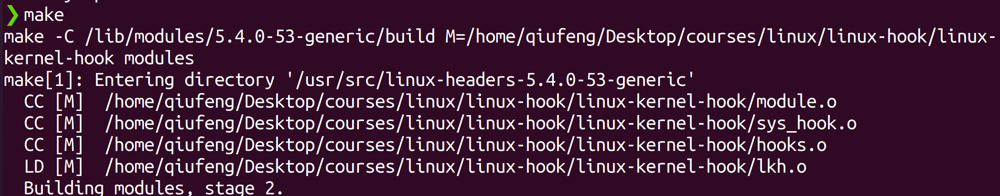 ❯ make
make -C /lib/modules/5.4.0-53-generic/build M=/home/qiufeng/Desktop/courses/linux/linux-hook/linux-
kernel-hook modules
make[1]: Entering directory '/usr/src/linux-headers-5.4.0-53-generic'
  CC [M]  /home/qiufeng/Desktop/courses/linux/linux-hook/linux-kernel-hook/module.o
  CC [M]  /home/qiufeng/Desktop/courses/linux/linux-hook/linux-kernel-hook/sys_hook.o
  CC [M]  /home/qiufeng/Desktop/courses/linux/linux-hook/linux-kernel-hook/hooks.o
  LD [M]  /home/qiufeng/Desktop/courses/linux/linux-hook/linux-kernel-hook/lkh.o
  Building modules, stage 2.